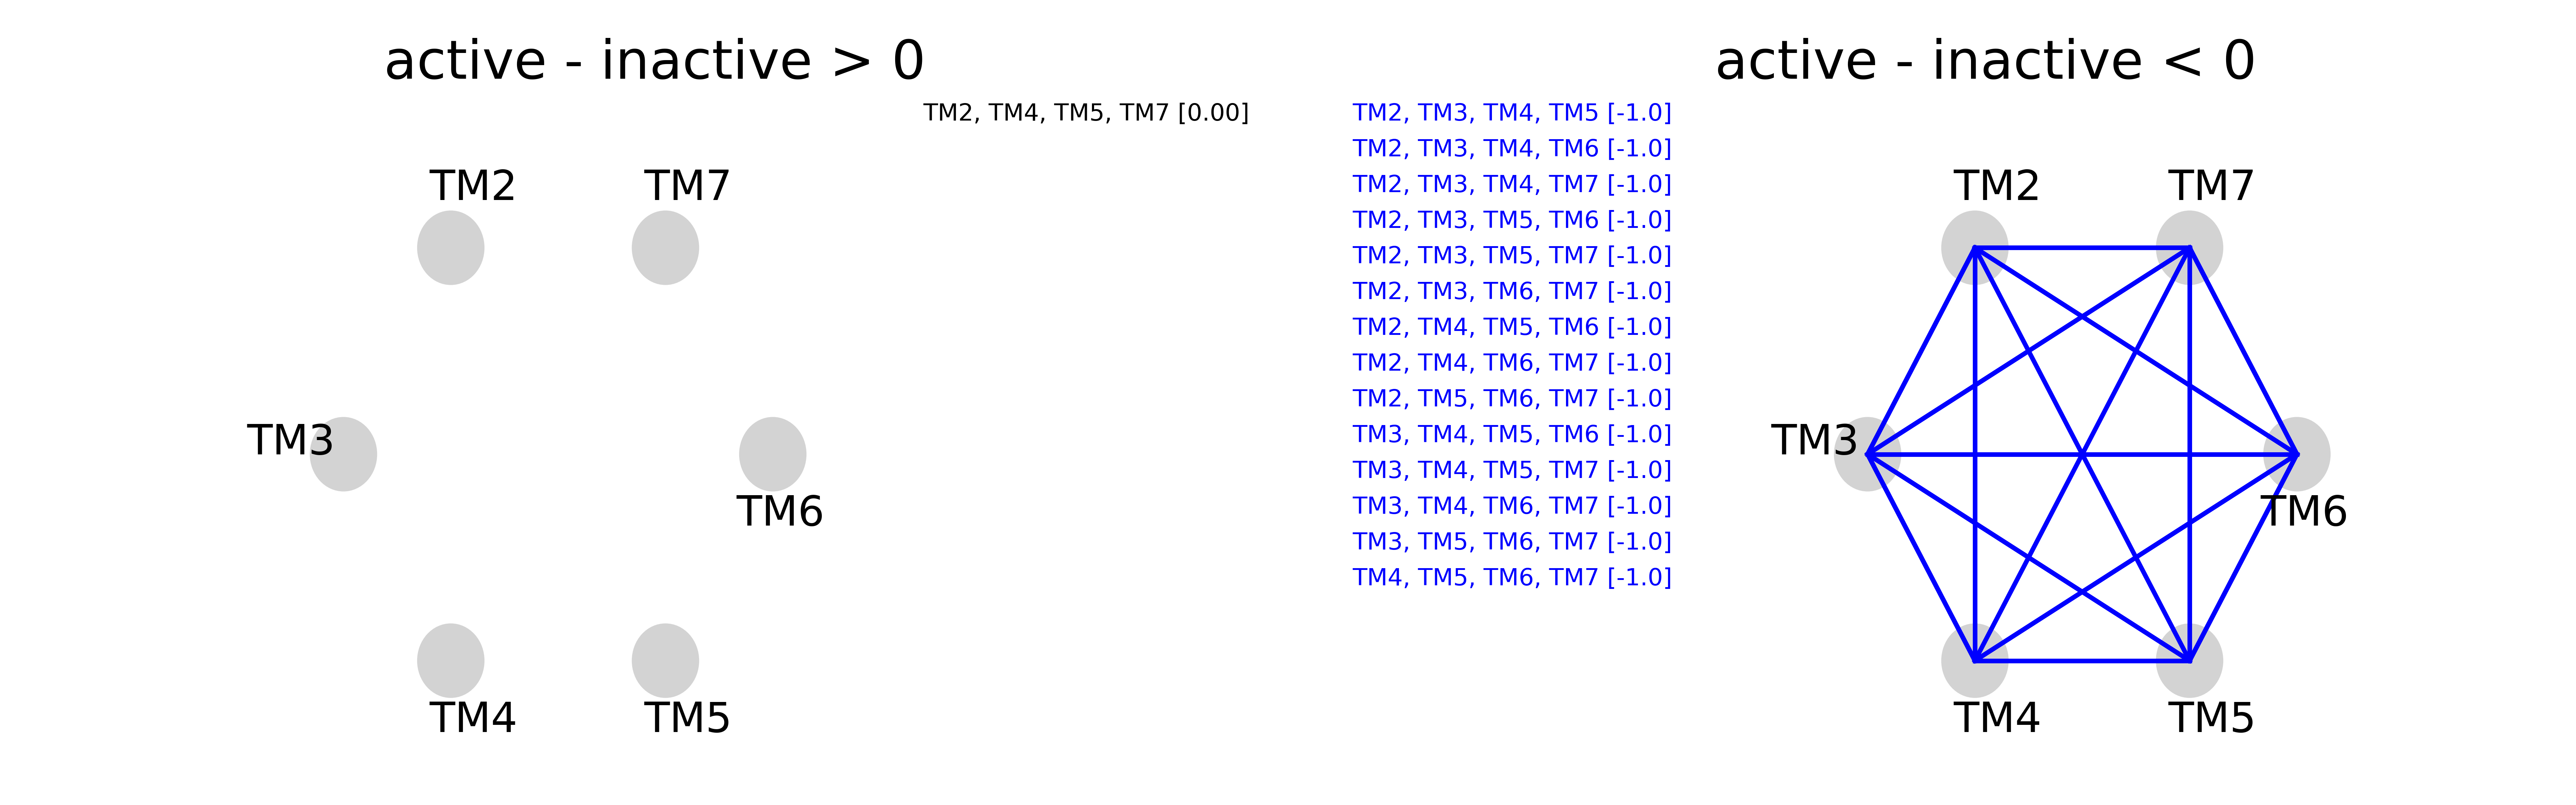 active - inactive > 0
TM2, TM4, TM5, TM7 [0.00]
TM2
TM7
TM3
TM6
TM4
TM5
active - inactive < 0
TM2, TM3, TM4, TM5 [-1.0]
TM2, TM3, TM4, TM6 [-1.0]
TM2, TM3, TM4, TM7 [-1.0]
TM2, TM3, TM5, TM6 [-1.0]
TM2, TM3, TM5, TM7 [-1.0]
TM2, TM3, TM6, TM7 [-1.0]
TM2, TM4, TM5, TM6 [-1.0]
TM2, TM4, TM6, TM7 [-1.0]
TM2, TM5, TM6, TM7 [-1.0]
TM3, TM4, TM5, TM6 [-1.0]
TM3, TM4, TM5, TM7 [-1.0]
TM3, TM4, TM6, TM7 [-1.0]
TM3, TM5, TM6, TM7 [-1.0]
TM4, TM5, TM6, TM7 [-1.0]
TM2
TM7
TM3
TM6
TM4
TM5